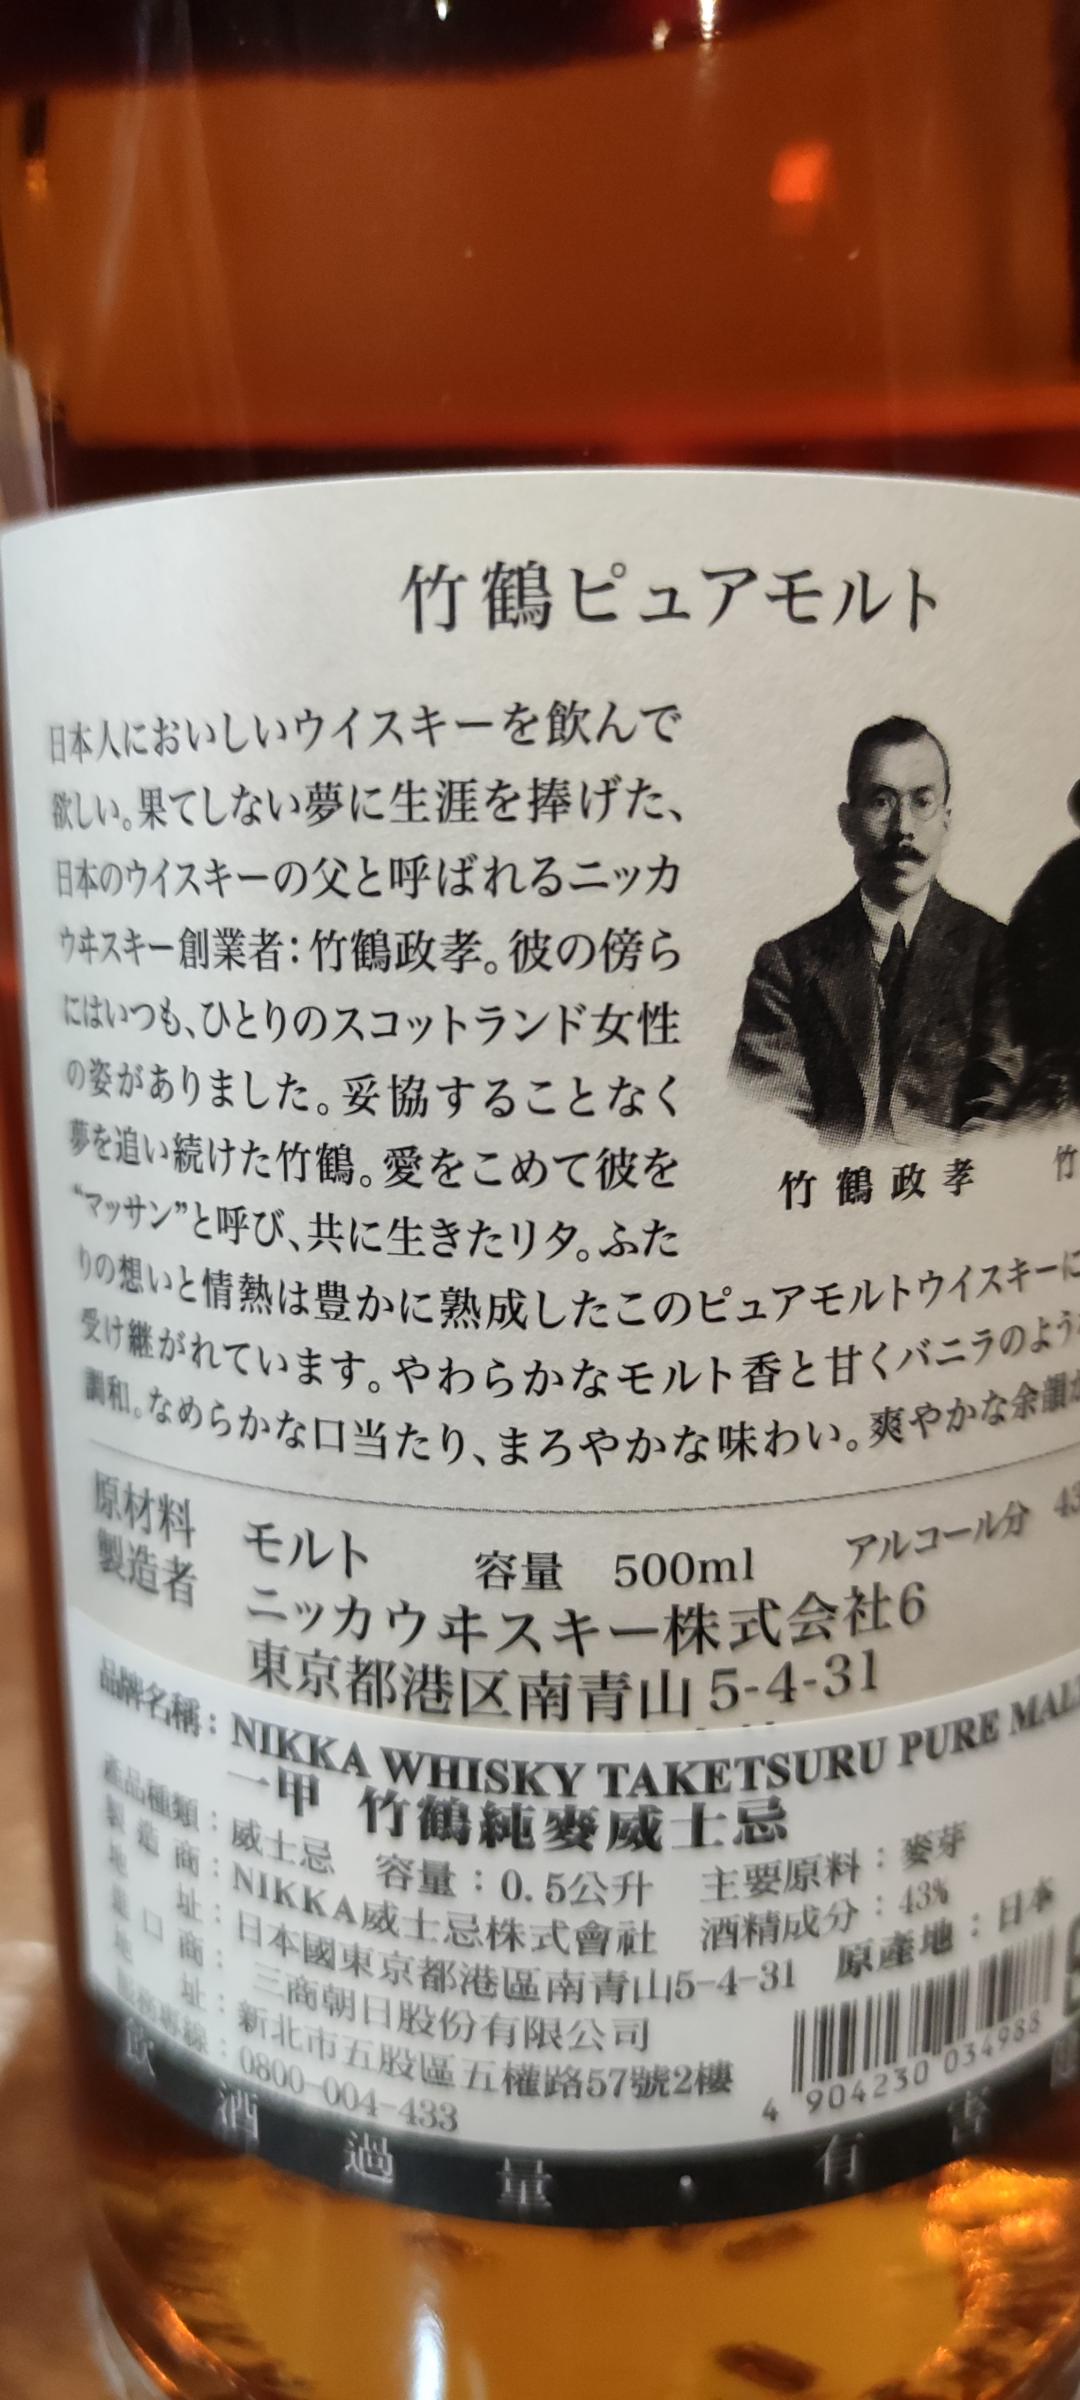 竹鶴ピュアモルト
日本人においしいウイスキーを飲んで
欲しい。果てしない夢に生涯を捧げた、
日本のウイスキーの父と呼ばれるニッカ
ウヰスキー創業者：竹鶴政孝。彼の傍ら
にはいつも、ひとりのスコットランド女性
の姿がありました。妥協することなく
夢を追い続けた竹鶴。愛をこめて彼を
“マッサン”と呼び、共に生きたリタ。ふた
りの想いと情熱は豊かに熟成したこのピュアモルトウイスキーに
受け継がれています。やわらかなモルト香と甘くバニラのよう
調和。なめらかな口当たり、まろやかな味わい。爽やかな余韻
竹鶴政孝 竹
原材料 モルト 容量 500ml アルコール分 43
製造者 ニッカウヰスキー株式会社6
東京都港区南青山5-4-31
品牌名稱：NIKKA WHISKY TAKETSURU PURE MALT
一甲 竹鶴純麥威士忌
產品種類：威士忌 容量：0.5公升 主要原料：麥芽
製造商：NIKKA威士忌株式會社 酒精成分：43%
地址：日本國東京都港區南青山5-4-31 原產地：日本
進口商：三商朝日股份有限公司
地址：新北市五股區五權路57號2樓
服務專線：0800-004-433
4 904230 034988
飲酒過量・有害